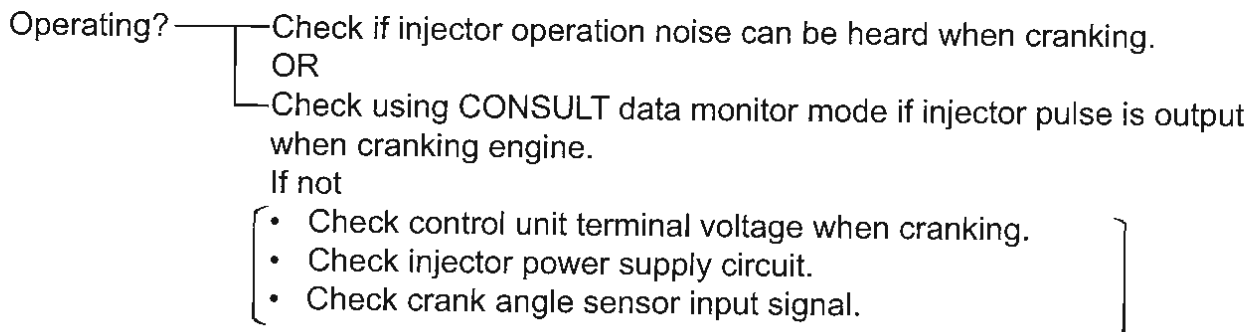 Operating? Check if injector operation noise can be heard when cranking.
OR
Check using CONSULT data monitor mode if injector pulse is output
when cranking engine.
If not
• Check control unit terminal voltage when cranking.
• Check injector power supply circuit.
• Check crank angle sensor input signal.